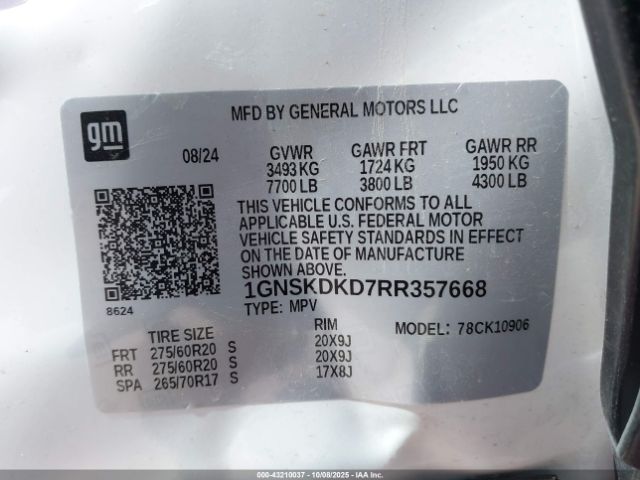 gm
MFD BY GENERAL MOTORS LLC
08/24 GVWR GAWR FRT GAWR RR
3493 KG 1724 KG 1950 KG
7700 LB 3800 LB 4300 LB
THIS VEHICLE CONFORMS TO ALL
APPLICABLE U.S. FEDERAL MOTOR
VEHICLE SAFETY STANDARDS IN EFFECT
ON THE DATE OF MANUFACTURE
SHOWN ABOVE.
8624
1GNSKDKD7RR357668
TYPE: MPV
TIRE SIZE RIM MODEL: 78CK10906
FRT 275/60R20 S 20X9J
RR 275/60R20 S 20X9J
SPA 265/70R17 S 17X8J
000-43210037 | 10/08/2025 | IAA Inc.